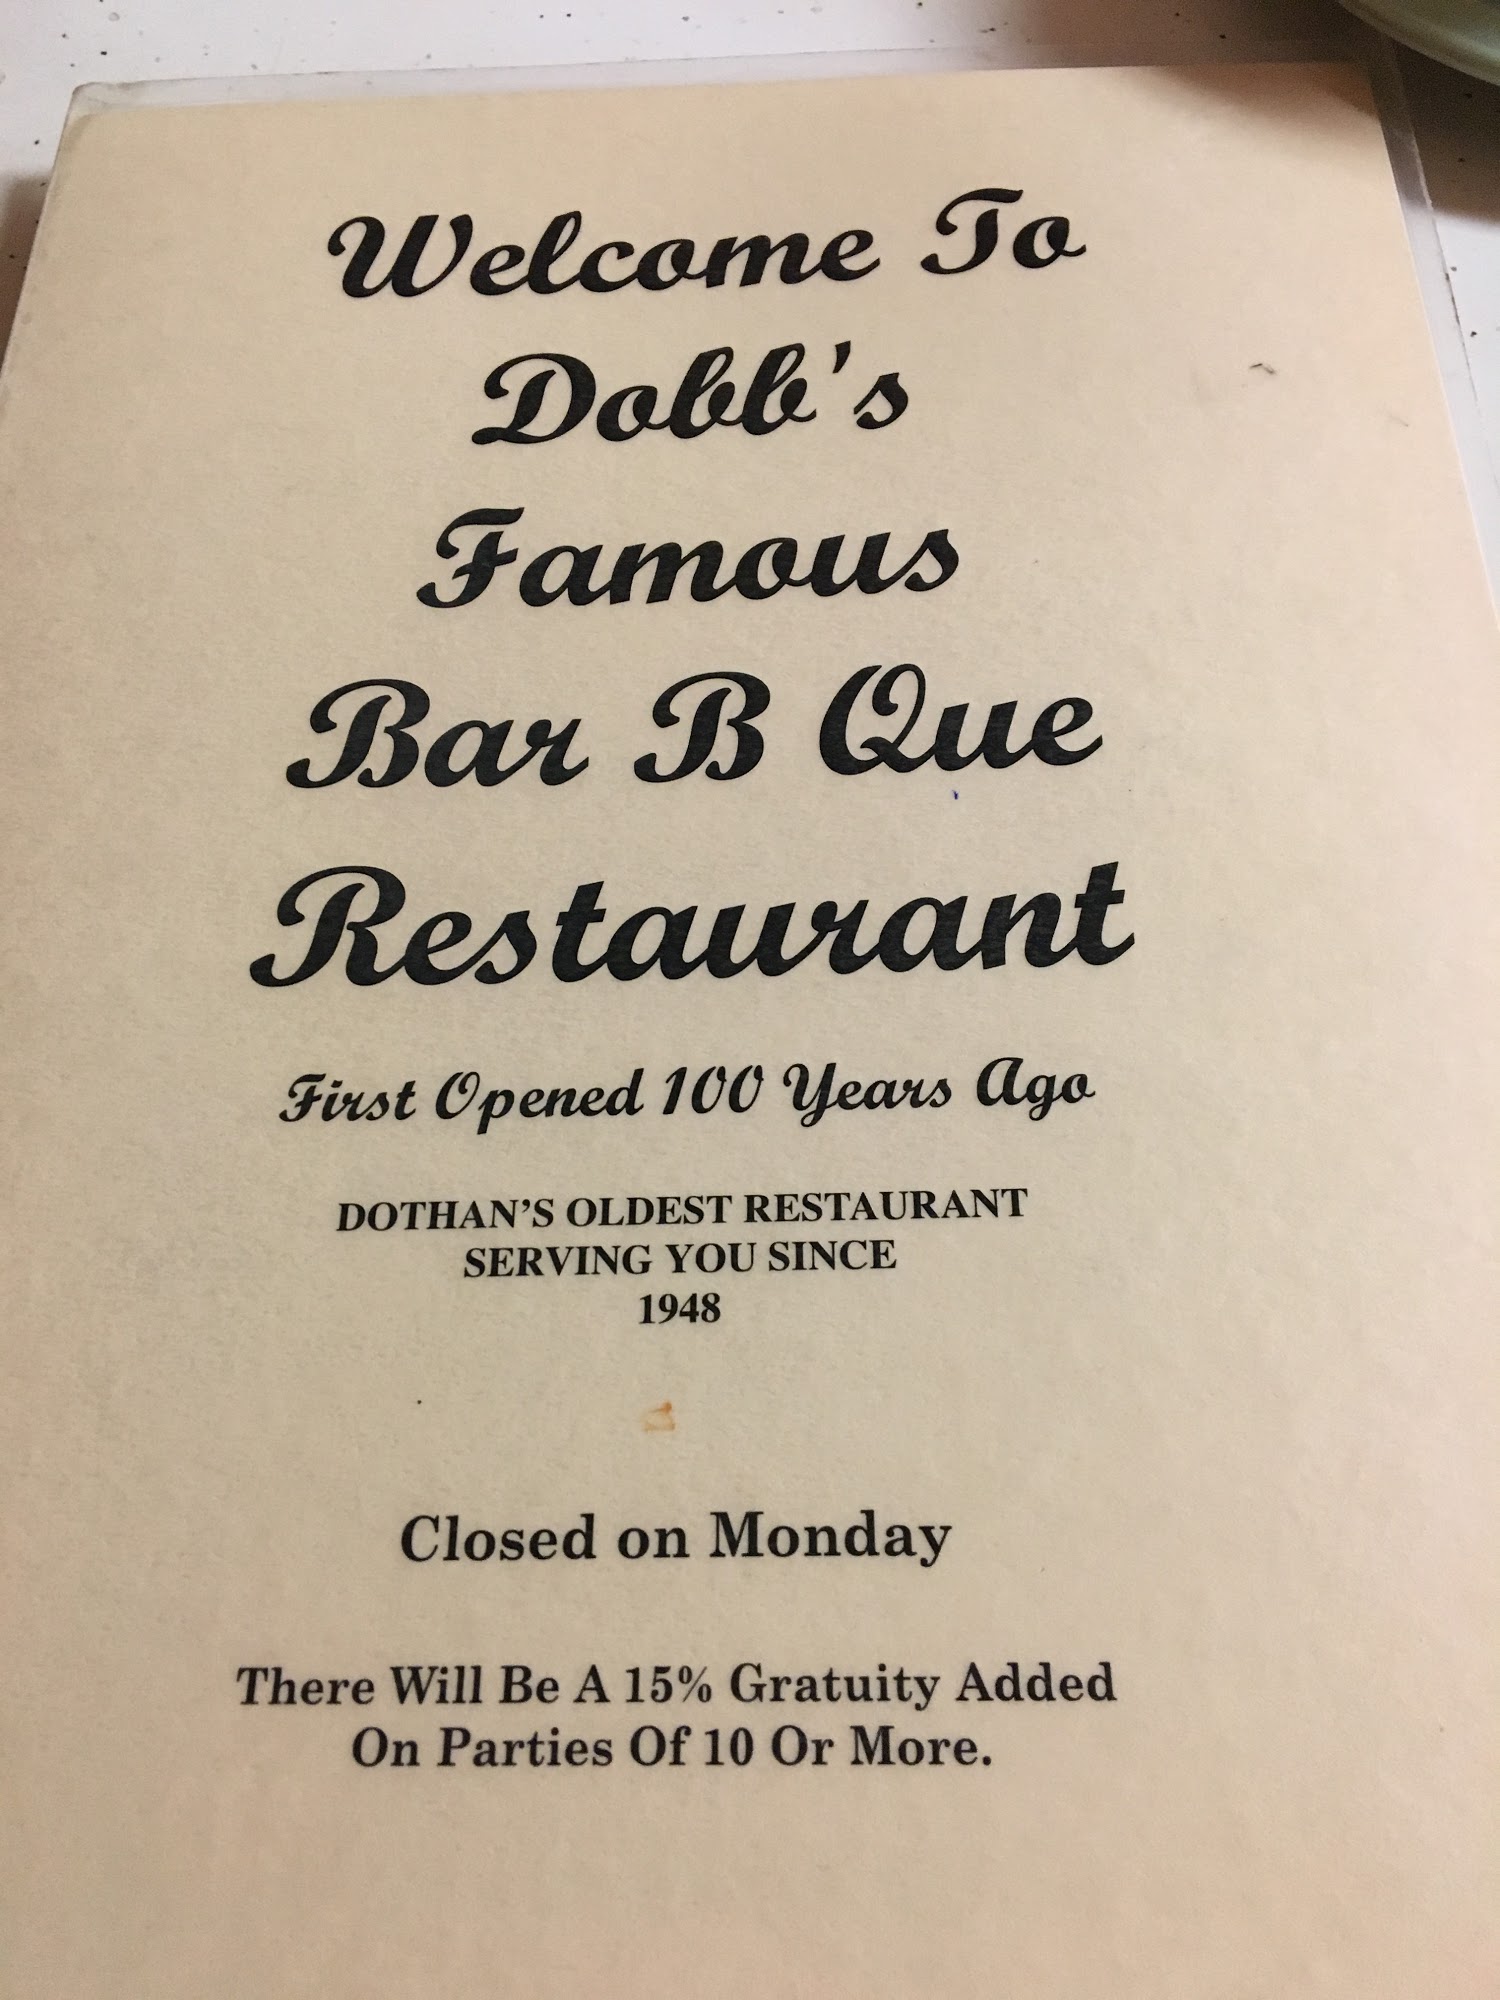 Welcome To
Dobb's
Famous
Bar B Que
Restaurant
First Opened 100 Years Ago
DOTHAN'S OLDEST RESTAURANT
SERVING YOU SINCE
1948
Closed on Monday
There Will Be A 15% Gratuity Added
On Parties Of 10 Or More.